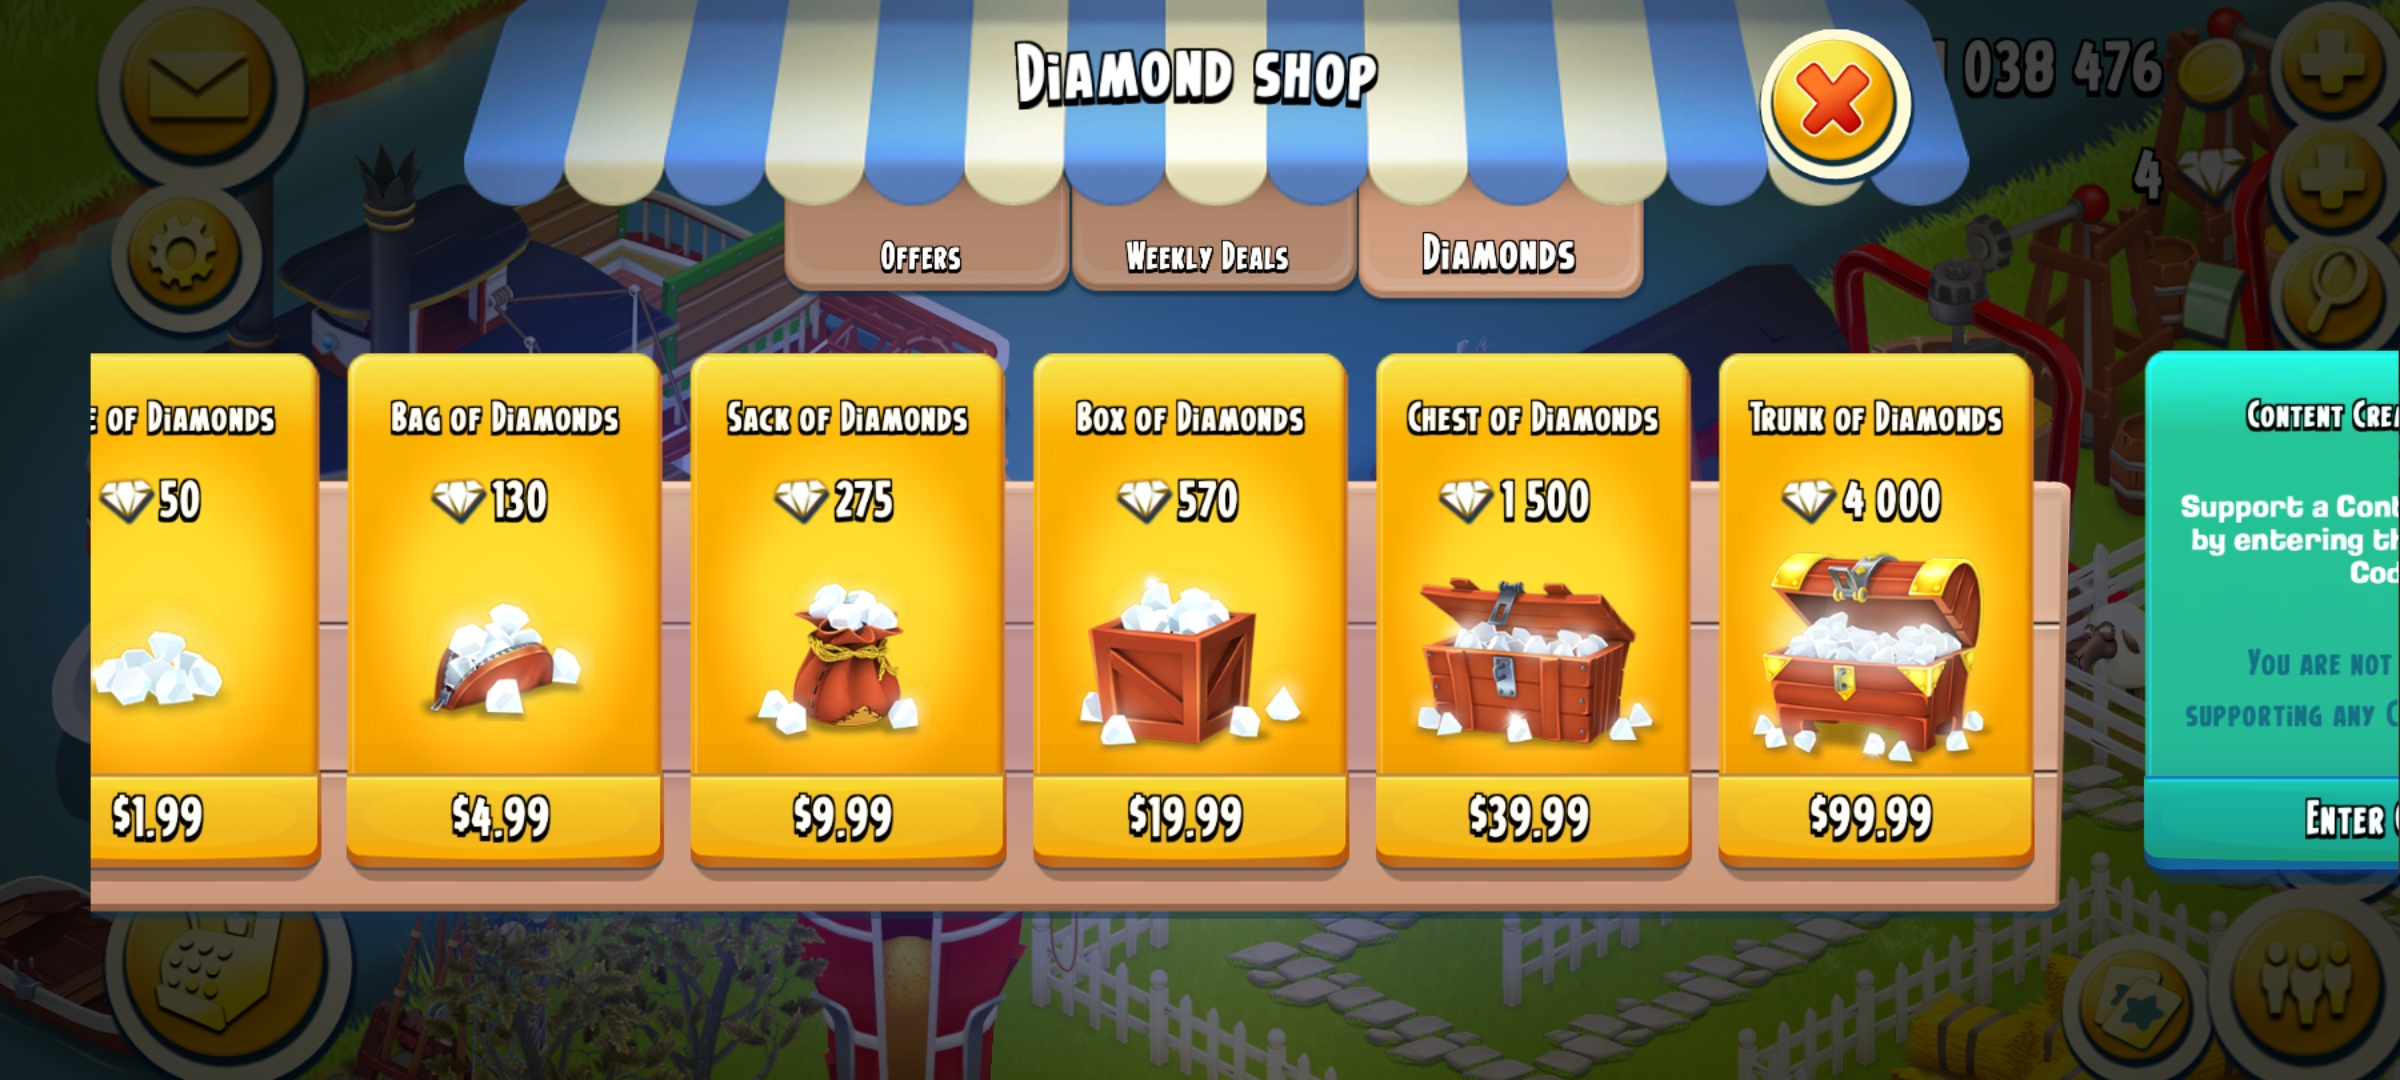 Diamond shop
038 476
4
Offers
Weekly Deals
Diamonds
of Diamonds
50
$1.99
Bag of Diamonds
130
$4.99
Sack of Diamonds
275
$9.99
Box of Diamonds
570
$19.99
Chest of Diamonds
1 500
$39.99
Trunk of Diamonds
4 000
$99.99
Content
Support a
by entering
You are not
supporting any
Enter